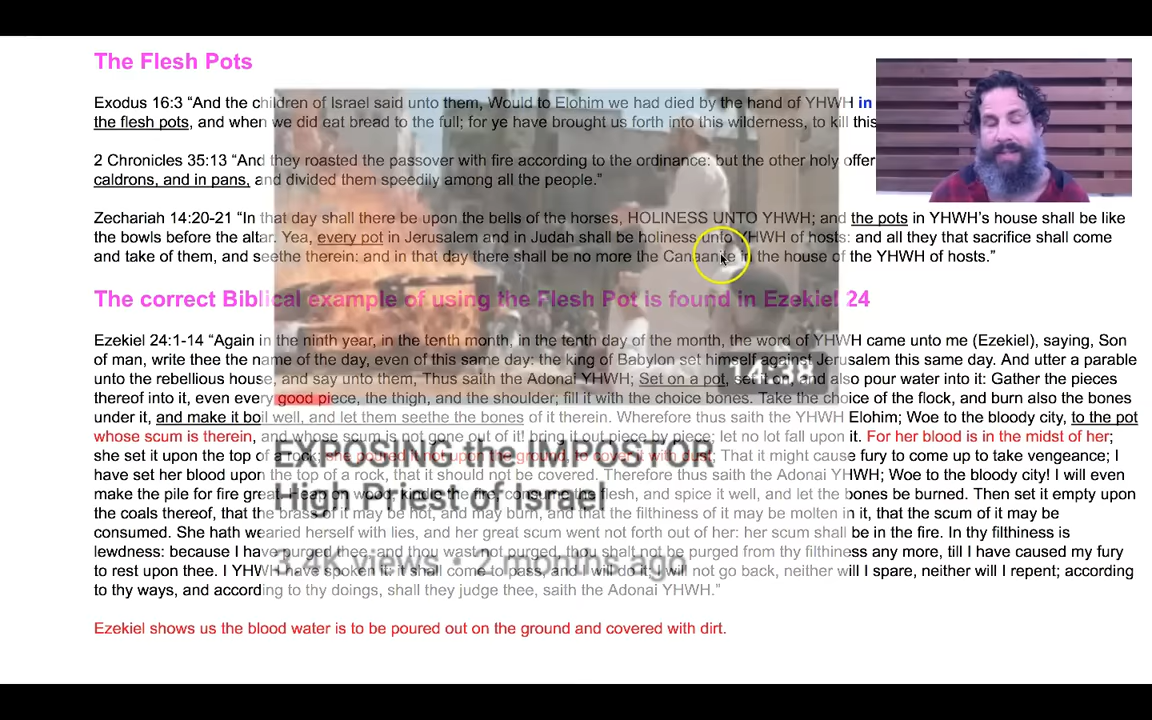 The Flesh Pots
Exodus 16:3 “And the children of Israel said unto them, Would to Elohim we had died by the hand of YHWH in
the flesh pots, and when we did eat bread to the full; for ye have brought us forth into this wilderness, to kill this
2 Chronicles 35:13 “And they roasted the passover with fire according to the ordinance: but the other holy offer
caldrons, and in pans, and divided them speedily among all the people.”
Zechariah 14:20-21 “In that day shall there be upon the bells of the horses, HOLINESS UNTO YHWH; and the pots in YHWH’s house shall be like
the bowls before the altar. Yea, every pot in Jerusalem and in Judah shall be holiness unto YHWH of hosts: and all they that sacrifice shall come
and take of them, and seethe therein: and in that day there shall be no more the Canaanite in the house of the YHWH of hosts.”
The correct Biblical example of using the Flesh Pot is found in Ezekiel 24
Ezekiel 24:1-14 “Again in the ninth year, in the tenth month, in the tenth day of the month, the word of YHWH came unto me (Ezekiel), saying, Son
of man, write thee the name of the day, even of this same day: the king of Babylon set himself against Jerusalem this same day. And utter a parable
unto the rebellious house, and say unto them, Thus saith the Adonai YHWH; Set on a pot, set it on, and also pour water into it: Gather the pieces
thereof into it, even every good piece, the thigh, and the shoulder; fill it with the choice bones. Take the choice of the flock, and burn also the bones
under it, and make it boil well, and let them seethe the bones of it therein. Wherefore thus saith the YHWH Elohim; Woe to the bloody city, to the pot
whose scum is therein, and whose scum is not gone out of it! bring it out piece by piece; let no lot fall upon it. For her blood is in the midst of her;
she set it upon the top of a rock; she poured it not upon the ground, to cover it with dust; That it might cause fury to come up to take vengeance; I
have set her blood upon the top of a rock, that it should not be covered. Therefore thus saith the Adonai YHWH; Woe to the bloody city! I will even
make the pile for fire great. Heap on wood, kindle the fire, consume the flesh, and spice it well, and let the bones be burned. Then set it empty upon
the coals thereof, that the brass of it may be hot, and may burn, and that the filthiness of it may be molten in it, that the scum of it may be
consumed. She hath wearied herself with lies, and her great scum went not forth out of her: her scum shall be in the fire. In thy filthiness is
lewdness: because I have purged thee, and thou wast not purged, thou shalt not be purged from thy filthiness any more, till I have caused my fury
to rest upon thee. I YHWH have spoken it: it shall come to pass, and I will do it; I will not go back, neither will I spare, neither will I repent; according
to thy ways, and according to thy doings, shall they judge thee, saith the Adonai YHWH.”
Ezekiel shows us the blood water is to be poured out on the ground and covered with dirt.
14:38
EXPOSING the IMPOSTOR
High Priest of Israel
3.4K views • 2 months ago